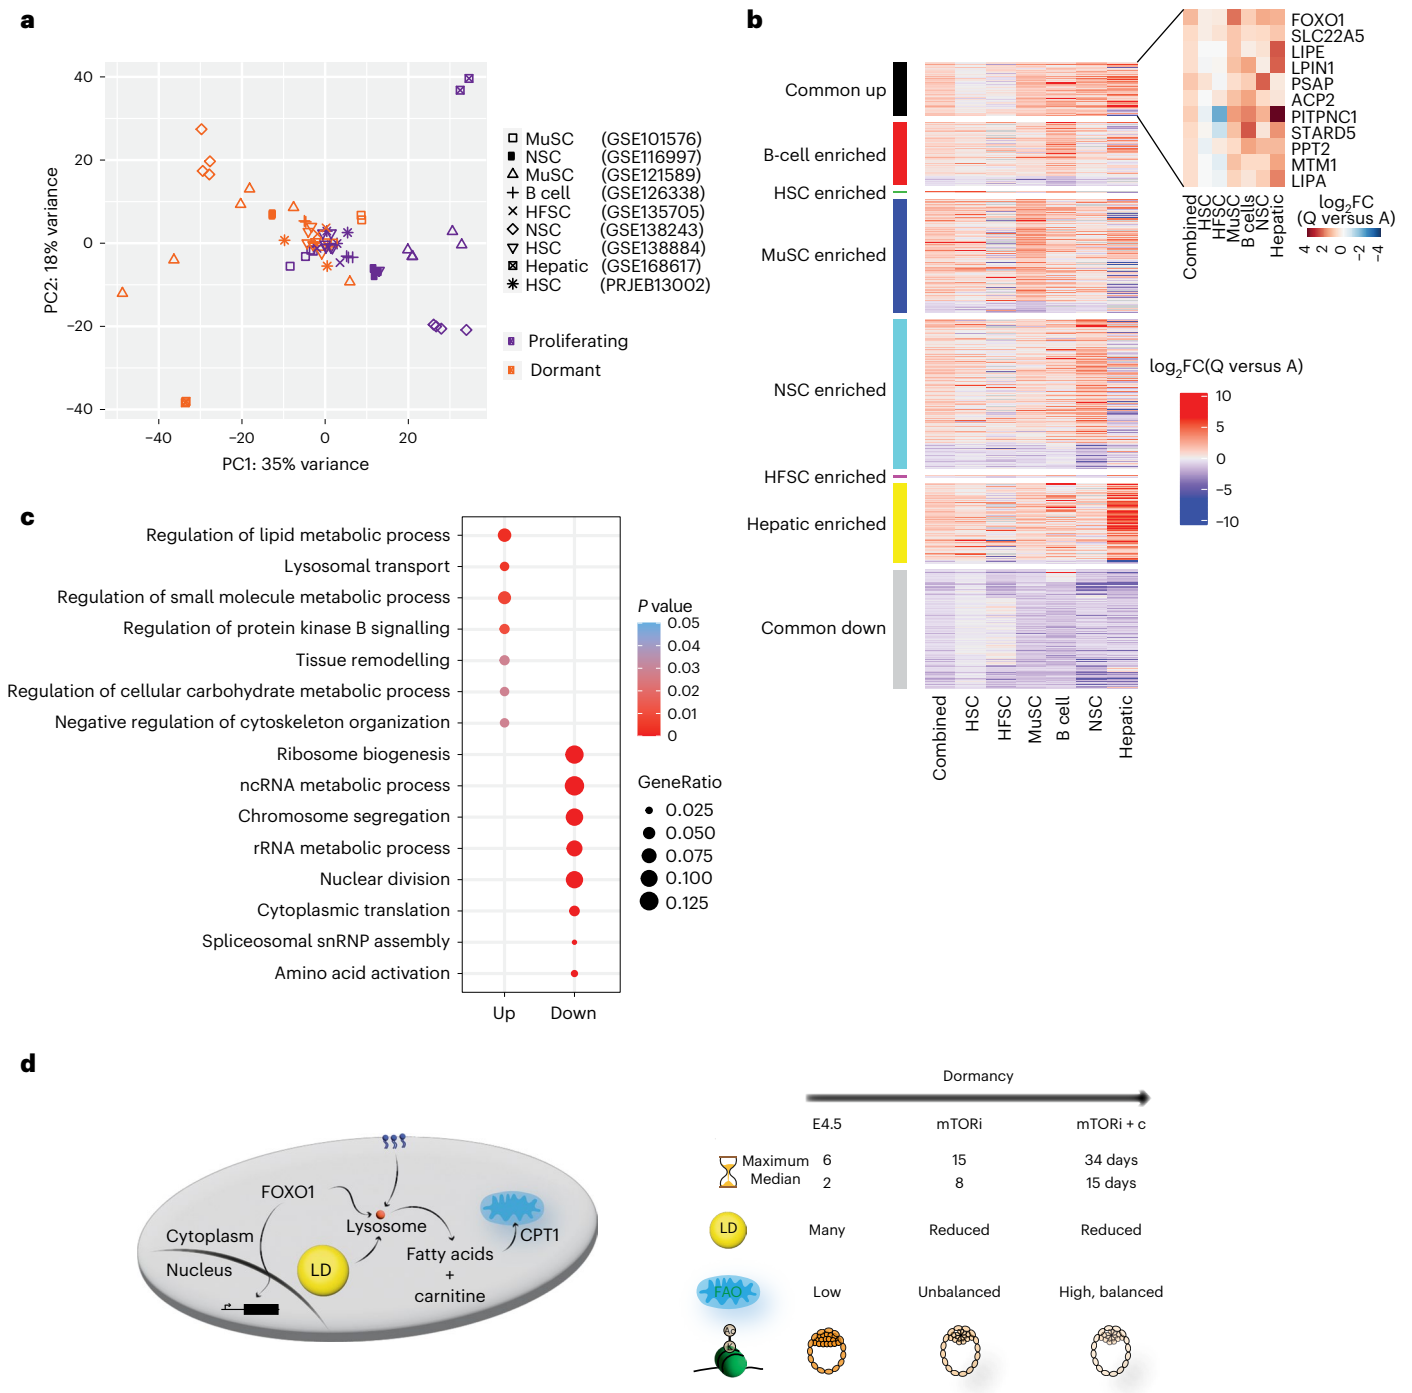 a
40
20
0
−20
−40
−40
−20
0
20
PC2: 18% variance
PC1: 35% variance
MuSC (GSE101576)
NSC (GSE116997)
MuSC (GSE121589)
B cell (GSE126338)
HFSC (GSE135705)
NSC (GSE138243)
HSC (GSE138884)
Hepatic (GSE168617)
HSC (PRJEB13002)
Proliferating
Dormant
b
Common up
B-cell enriched
HSC enriched
MuSC enriched
NSC enriched
HFSC enriched
Hepatic enriched
Common down
Combined
HSC
HFSC
MuSC
B cell
NSC
Hepatic
FOXO1
SLC22A5
LIPE
LPIN1
PSAP
ACP2
PITPNC1
STARD5
PPT2
MTM1
LIPA
Combined
HSC
HFSC
MuSC
B cells
NSC
Hepatic
log2FC
(Q versus A)
4
2
0
−2
−4
log2FC(Q versus A)
10
5
0
−5
−10
c
Regulation of lipid metabolic process
Lysosomal transport
Regulation of small molecule metabolic process
Regulation of protein kinase B signalling
Tissue remodelling
Regulation of cellular carbohydrate metabolic process
Negative regulation of cytoskeleton organization
Ribosome biogenesis
ncRNA metabolic process
Chromosome segregation
rRNA metabolic process
Nuclear division
Cytoplasmic translation
Spliceosomal snRNP assembly
Amino acid activation
Up
Down
P value
0.05
0.04
0.03
0.02
0.01
0
GeneRatio
0.025
0.050
0.075
0.100
0.125
d
FOXO1
Lysosome
Cytoplasm
Nucleus
LD
Fatty acids
+
carnitine
CPT1
Dormancy
E4.5 mTORi mTORi + c
Maximum 6 15 34 days
Median 2 8 15 days
LD Many Reduced Reduced
FAO Low Unbalanced High, balanced
Ac
K